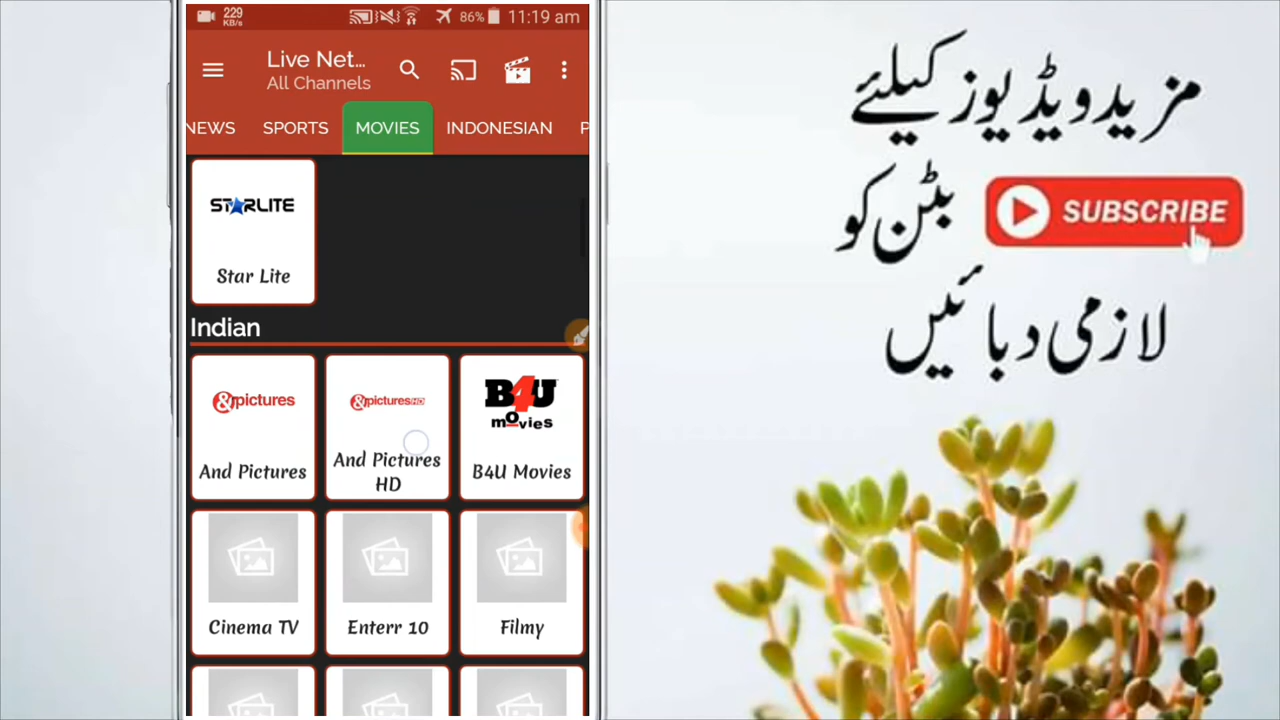 229
KB/s
86%
11:19 am
Live Net...
All Channels
NEWS
SPORTS
MOVIES
INDONESIAN
P
STARLITE
Star Lite
Indian
&pictures
And Pictures
&pictures HD
And Pictures
HD
B4U
movies
B4U Movies
Cinema TV
Enterr 10
Filmy
مزید ویڈیوز کیلئے
SUBSCRIBE بٹن کو
لازمی دبائیں